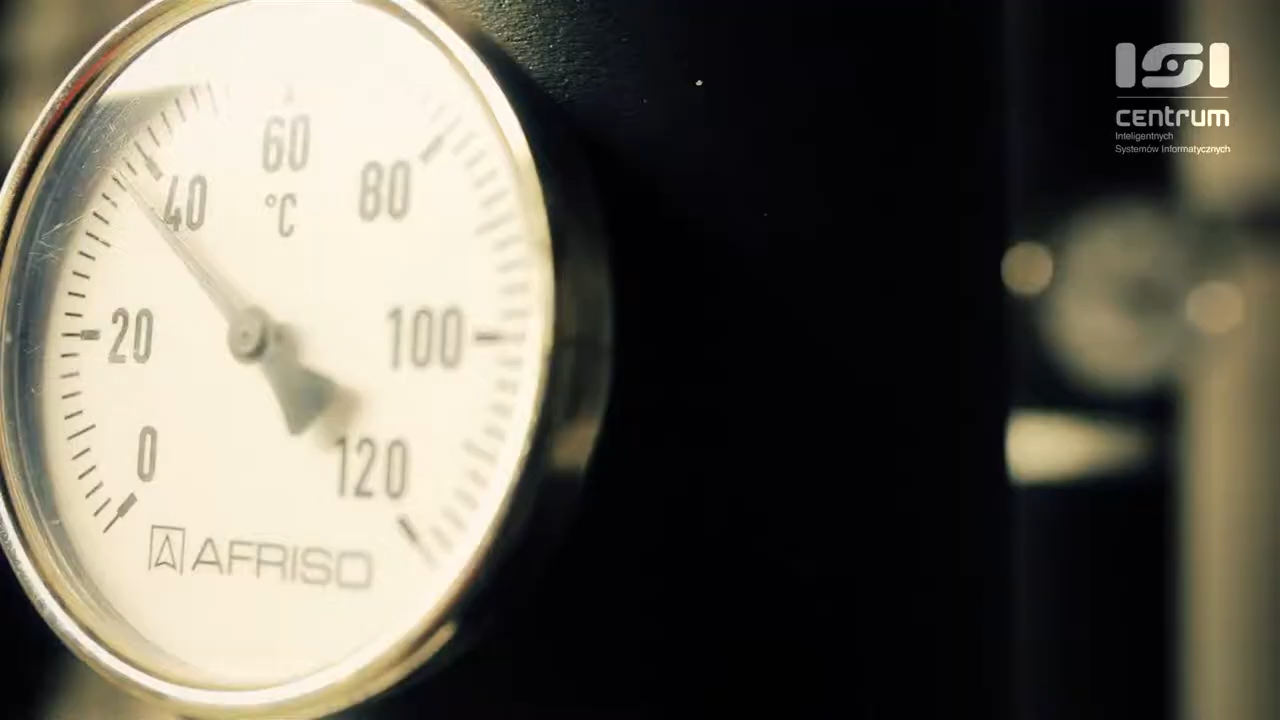 60
80
40
°C
20
100
0
120
AFRISO
ISI
centrum
Inteligentnych
Systemów Informatycznych